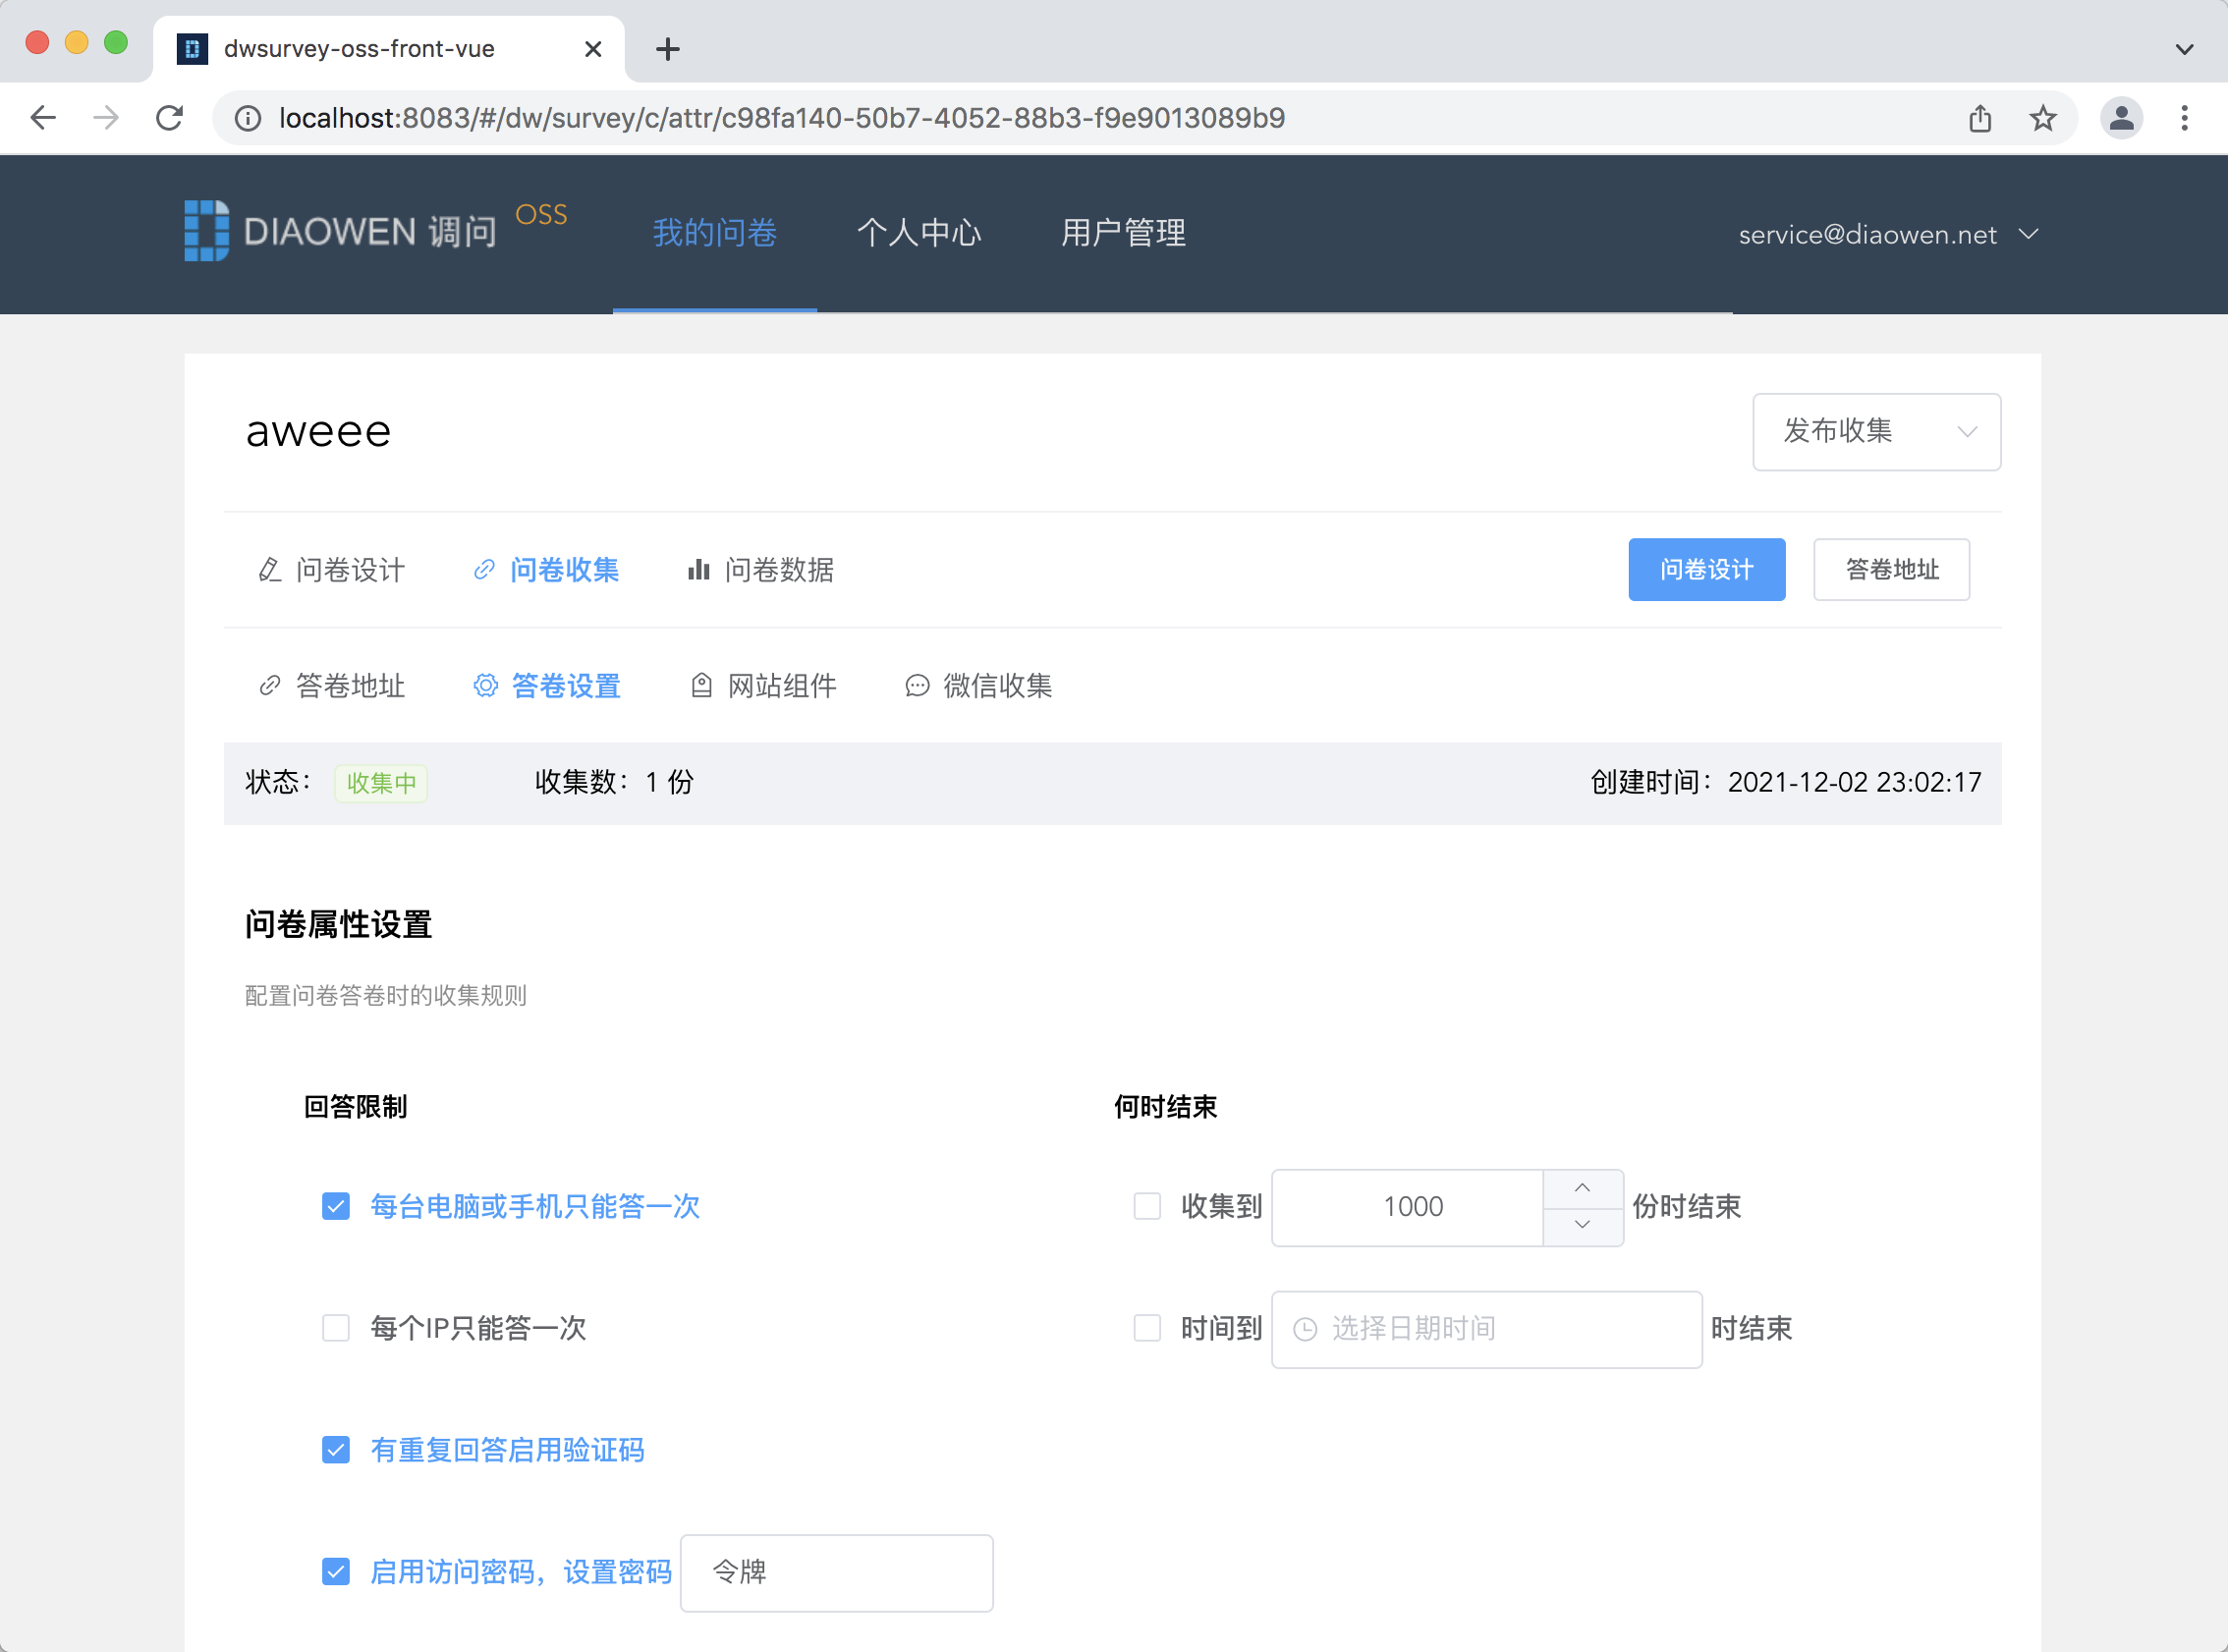 dwsurvey-oss-front-vue
localhost:8083/#/dw/survey/c/attr/c98fa140-50b7-4052-88b3-f9e9013089b9
DIAOWEN 调问 OSS 我的问卷 个人中心 用户管理 service@diaowen.net
aweee 发布收集
问卷设计 问卷收集 问卷数据 问卷设计 答卷地址
答卷地址 答卷设置 网站组件 微信收集
状态： 收集中 收集数：1 份 创建时间：2021-12-02 23:02:17
问卷属性设置
配置问卷答卷时的收集规则
回答限制 何时结束
每台电脑或手机只能答一次 收集到 1000 份时结束
每个IP只能答一次 时间到 选择日期时间 时结束
有重复回答启用验证码
启用访问密码，设置密码 令牌